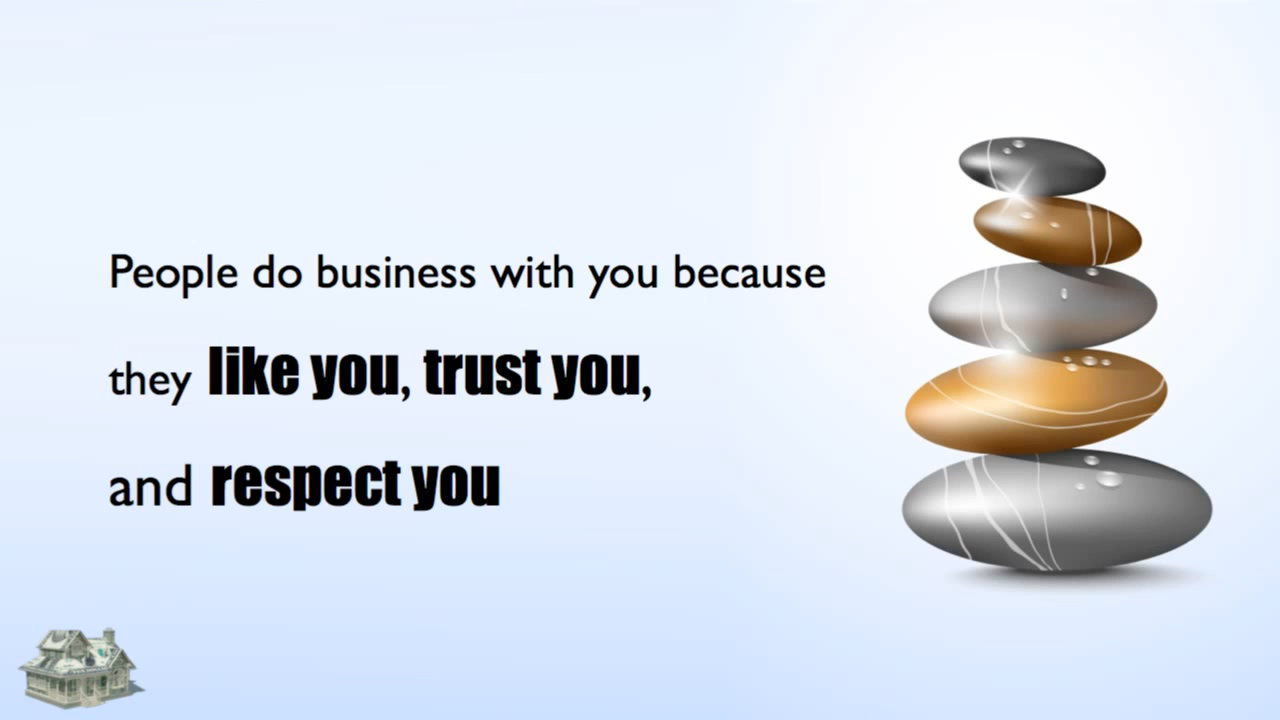 People do business with you because
they like you, trust you,
and respect you